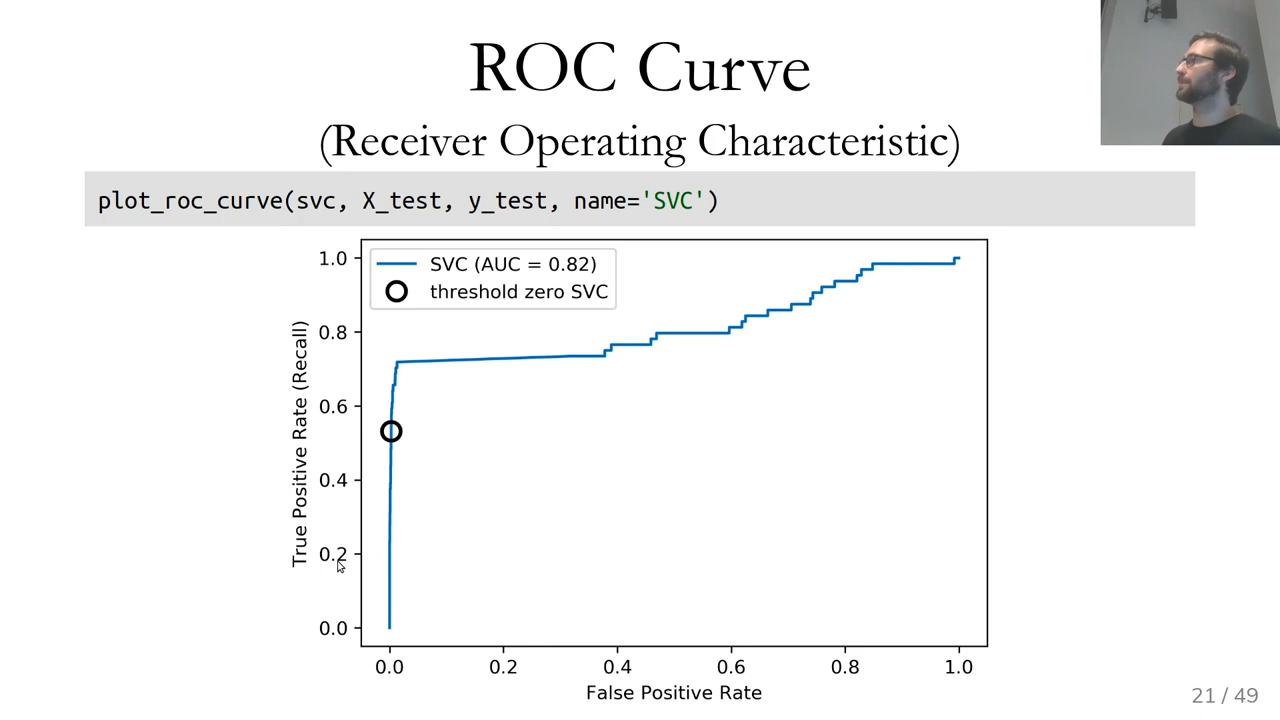 ROC Curve
(Receiver Operating Characteristic)
plot_roc_curve(svc, X_test, y_test, name='SVC')
SVC (AUC = 0.82)
threshold zero SVC
True Positive Rate (Recall)
1.0
0.8
0.6
0.4
0.2
0.0
0.0 0.2 0.4 0.6 0.8 1.0
False Positive Rate
21 / 49